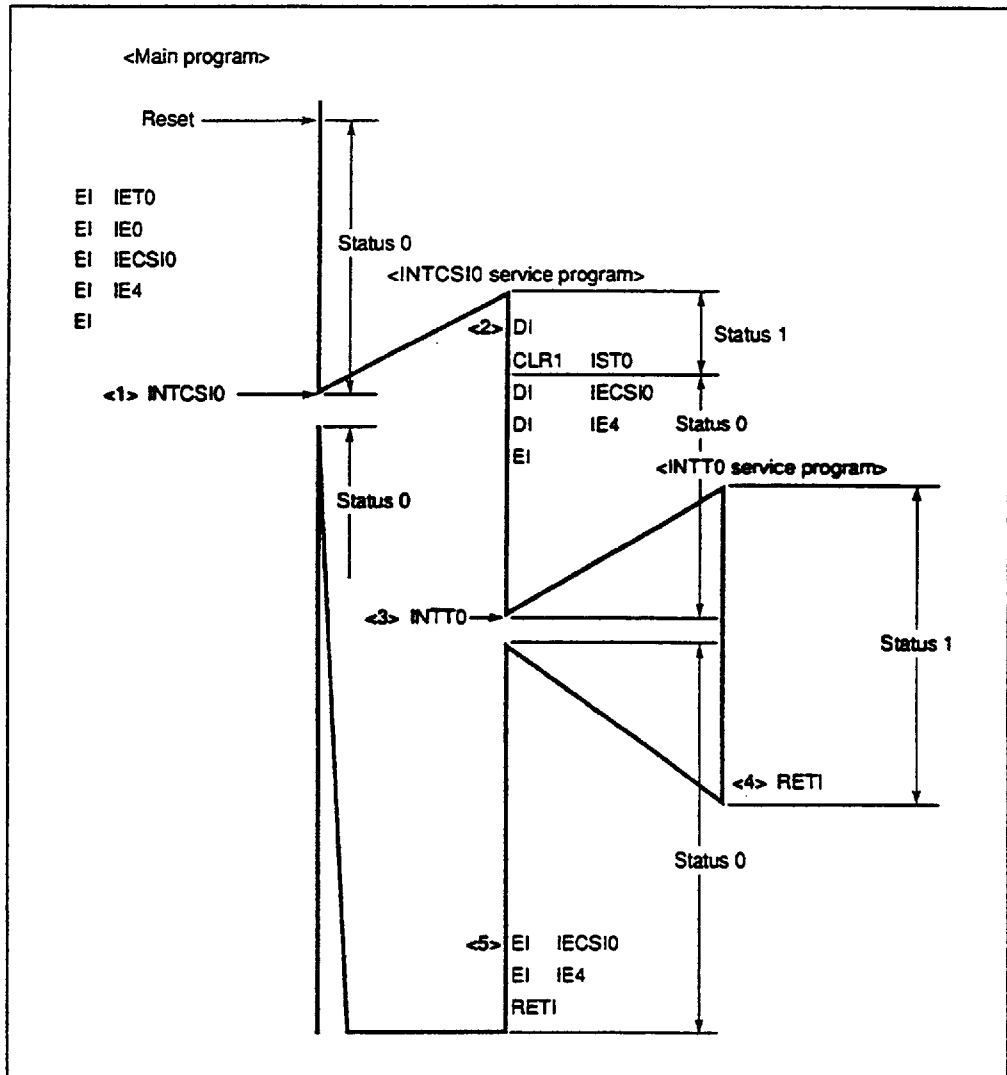 <Main program>
Reset
EI IET0
EI IE0
EI IECSI0
EI IE4
EI
Status 0
<INTCSI0 service program>
<2> DI
CLR1 IST0
Status 1
<1> INTCSI0
DI IECSI0
DI IE4
EI
Status 0
<INTT0 service program>
Status 0
<3> INTT0
Status 1
<4> RETI
Status 0
<5> EI IECSI0
EI IE4
RETI